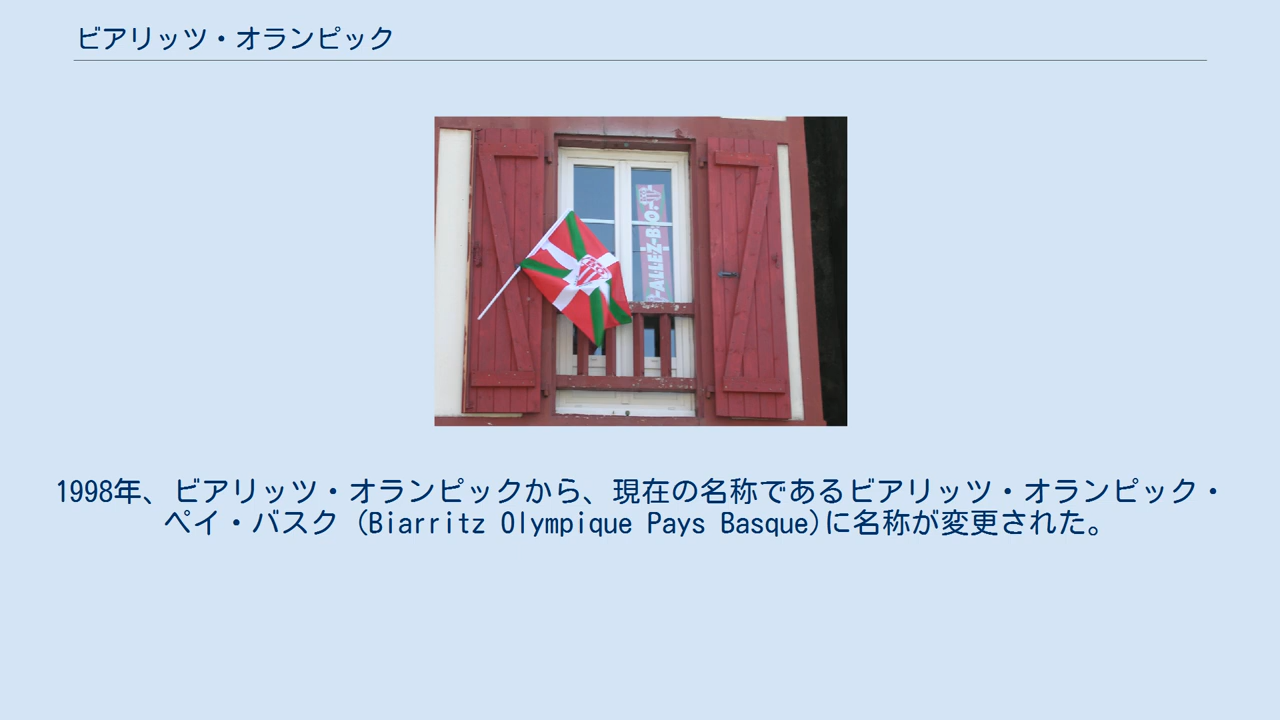 ビアリッツ・オランピック
ALLEZ-B-O-
1998年、ビアリッツ・オランピックから、現在の名称であるビアリッツ・オランピック・
ペイ・バスク (Biarritz Olympique Pays Basque)に名称が変更された。